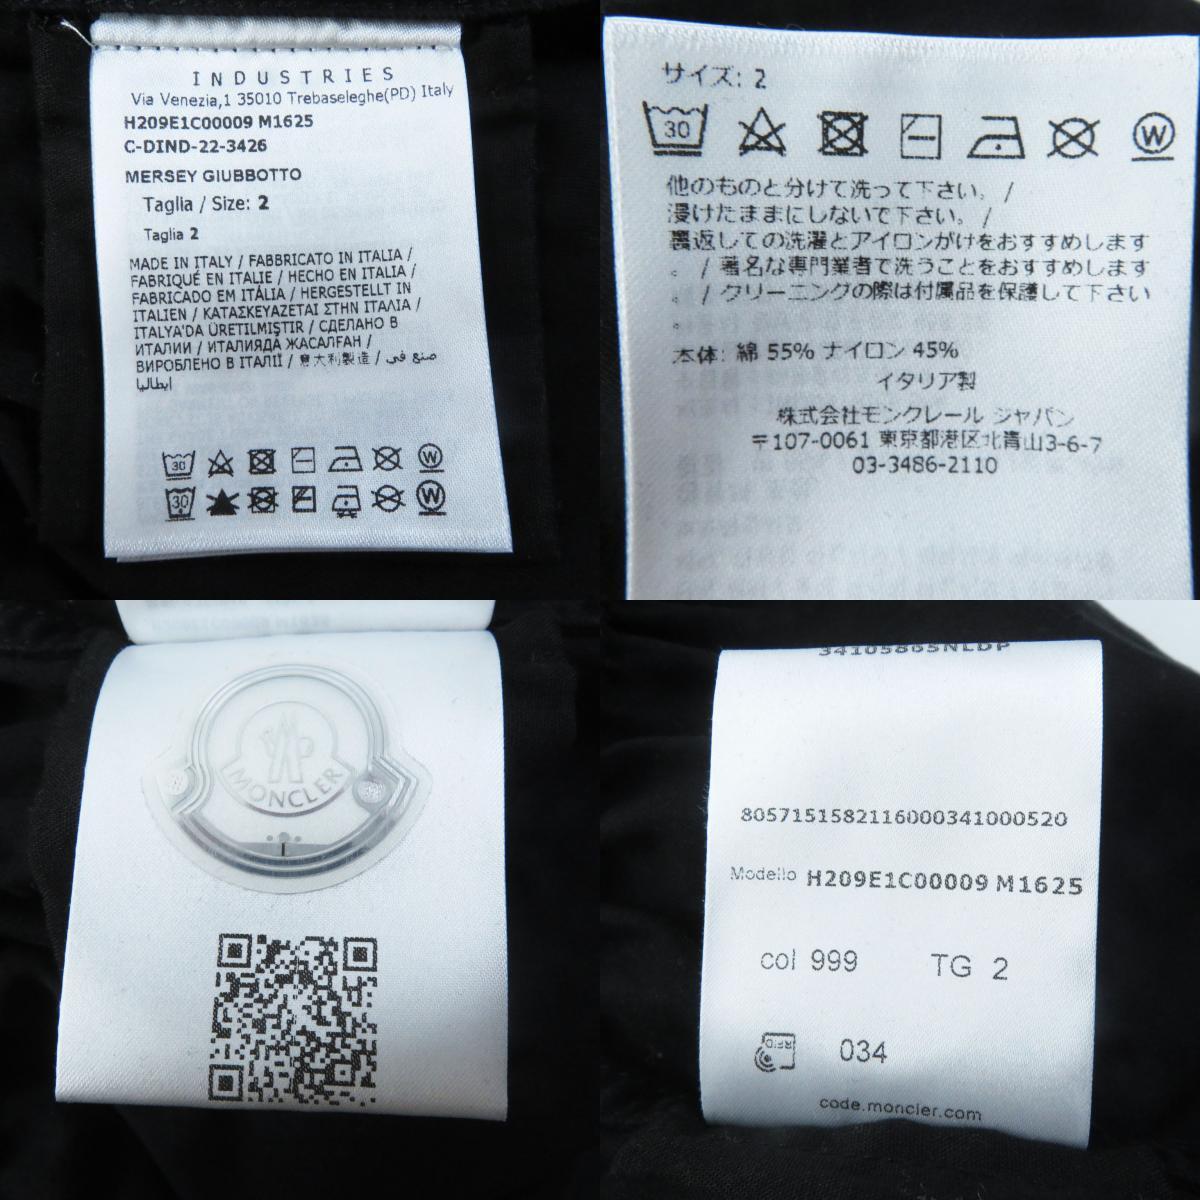 INDUSTRIES
Via Venezia,1 35010 Trebaseleghe(PD) Italy
H209E1C00009 M1625
C-DIND-22-3426
MERSEY GIUBBOTTO
Taglia / Size: 2
Taglia 2
MADE IN ITALY / FABBRICATO IN ITALIA /
FABRIQUÉ EN ITALIE / HECHO EN ITALIA /
FABRICADO EM ITÁLIA / HERGESTELLT IN
ITALIEN / ΚΑΤΑΣΚΕΥΑΖΕΤΑΙ ΣΤΗΝ ΙΤΑΛΙΑ /
ITALYA'DA ÜRETILMIŞTIR / СДЕЛАНО В
ИТАЛИИ / ИТАЛИЯДА ЖАСАЛҒАН /
ВИРОБЛЕНО В ІТАЛІЇ / 意大利製造 / صنع في
إيطاليا
30
W
30
W
サイズ: 2
30
W
他のものと分けて洗って下さい。 /
浸けたままにしないで下さい。 /
裏返しての洗濯とアイロンがけをおすすめします
。 / 著名な専門業者で洗うことをおすすめします
。 / クリーニングの際は付属品を保護して下さい
。
本体: 綿 55% ナイロン 45%
イタリア製
株式会社モンクレール ジャパン
〒107-0061 東京都港区北青山3-6-7
03-3486-2110
MONCLER
34105865NLDP
8057151582116000341000520
Modello H209E1C00009 M1625
col 999 TG 2
RFID
034
code.moncler.com